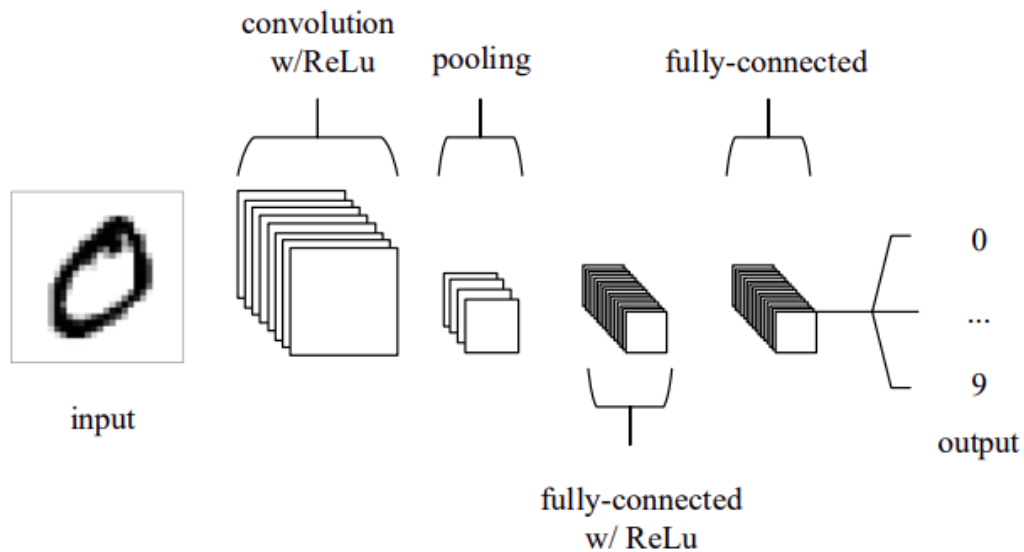 convolution
w/ReLu
pooling
fully-connected
input
fully-connected
w/ ReLu
0
...
9
output